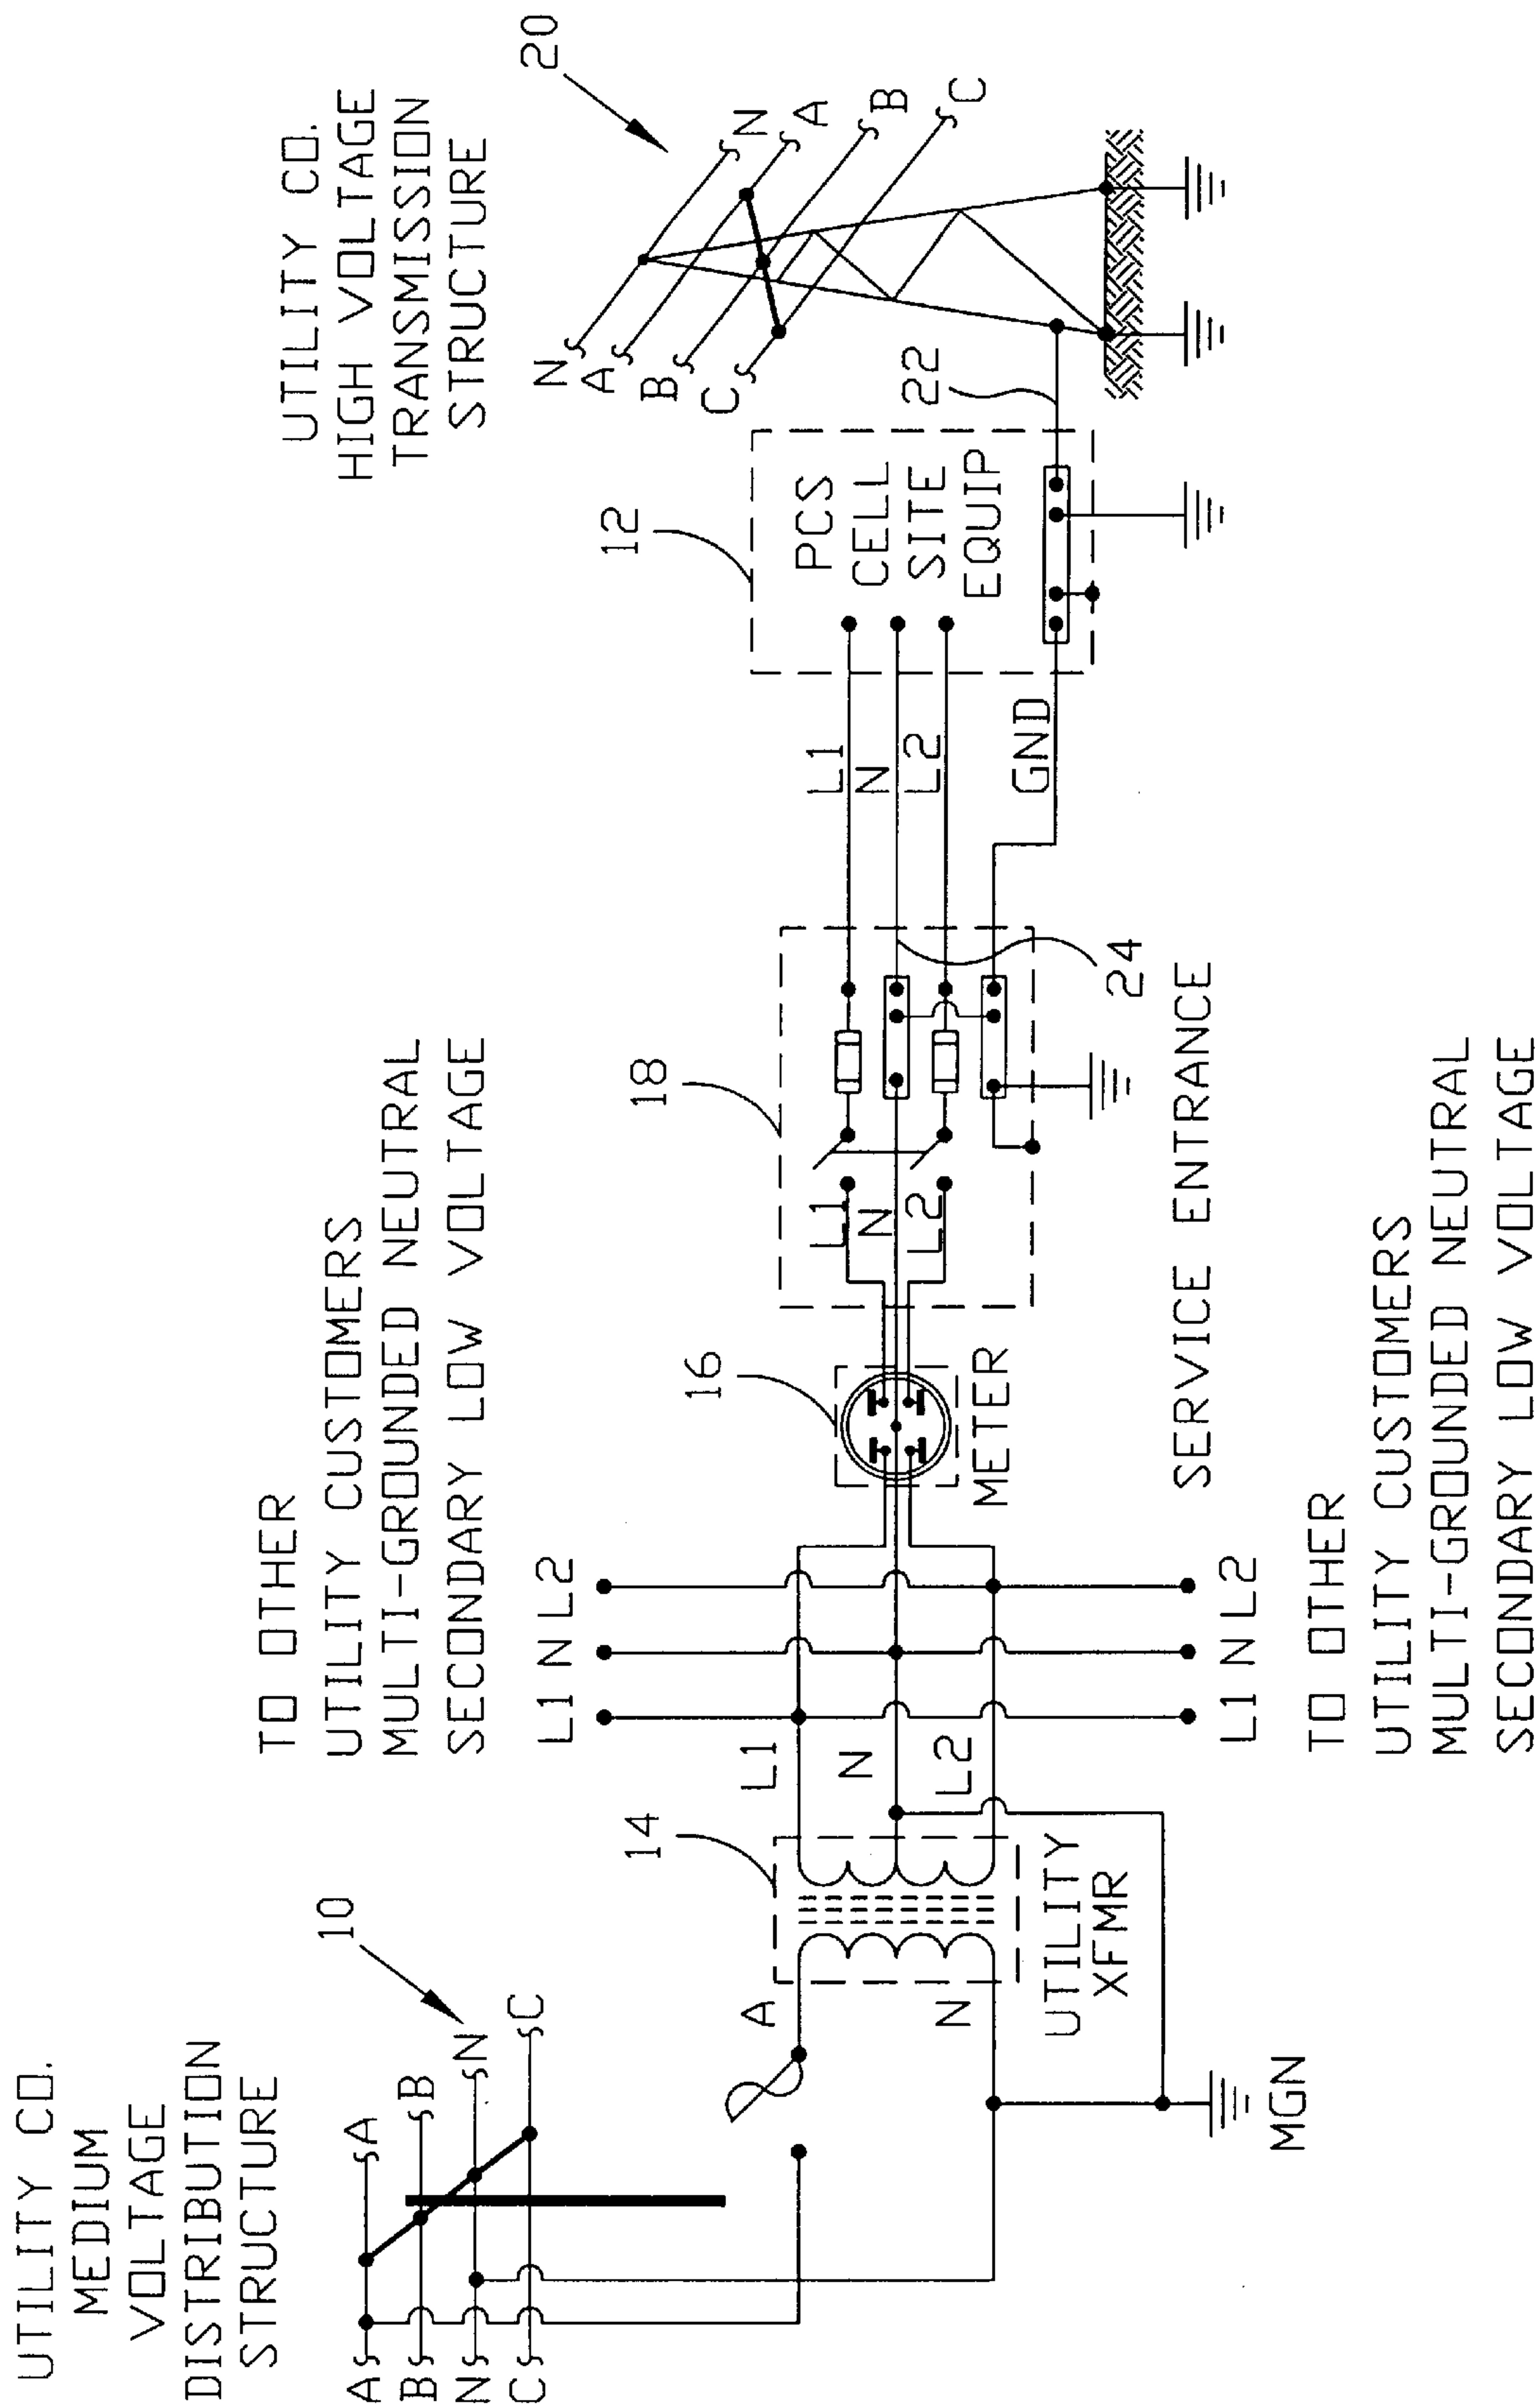 UTILITY CO.
MEDIUM
VOLTAGE
DISTRIBUTION
STRUCTURE
A
B
N
C
A
B
N
C
10
A
N
14
UTILITY
XFMR
MGN
L1
N
L2
TO OTHER
UTILITY CUSTOMERS
MULTI-GROUNDED NEUTRAL
SECONDARY LOW VOLTAGE
L1 N L2
L1 N L2
TO OTHER
UTILITY CUSTOMERS
MULTI-GROUNDED NEUTRAL
SECONDARY LOW VOLTAGE
16
METER
SERVICE ENTRANCE
18
L1
N
L2
24
L1
N
L2
GND
12
PCS
CELL
SITE
EQUIP
22
UTILITY CO.
HIGH VOLTAGE
TRANSMISSION
STRUCTURE
20
N
A
B
C
N
A
B
C